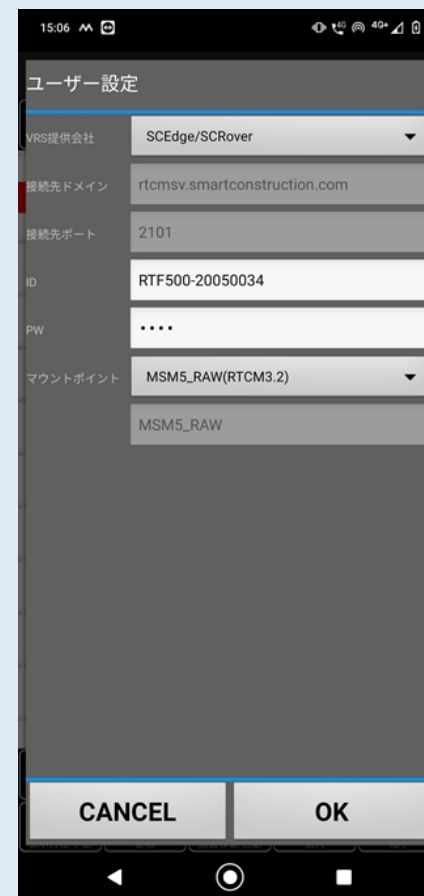 15:06
4G 4G+
ユーザー設定
VRS提供会社 SCEdge/SCRover
接続先ドメイン rtcmsv.smartconstruction.com
接続先ポート 2101
ID RTF500-20050034
PW ••••
マウントポイント MSM5_RAW(RTCM3.2)
MSM5_RAW
CANCEL OK